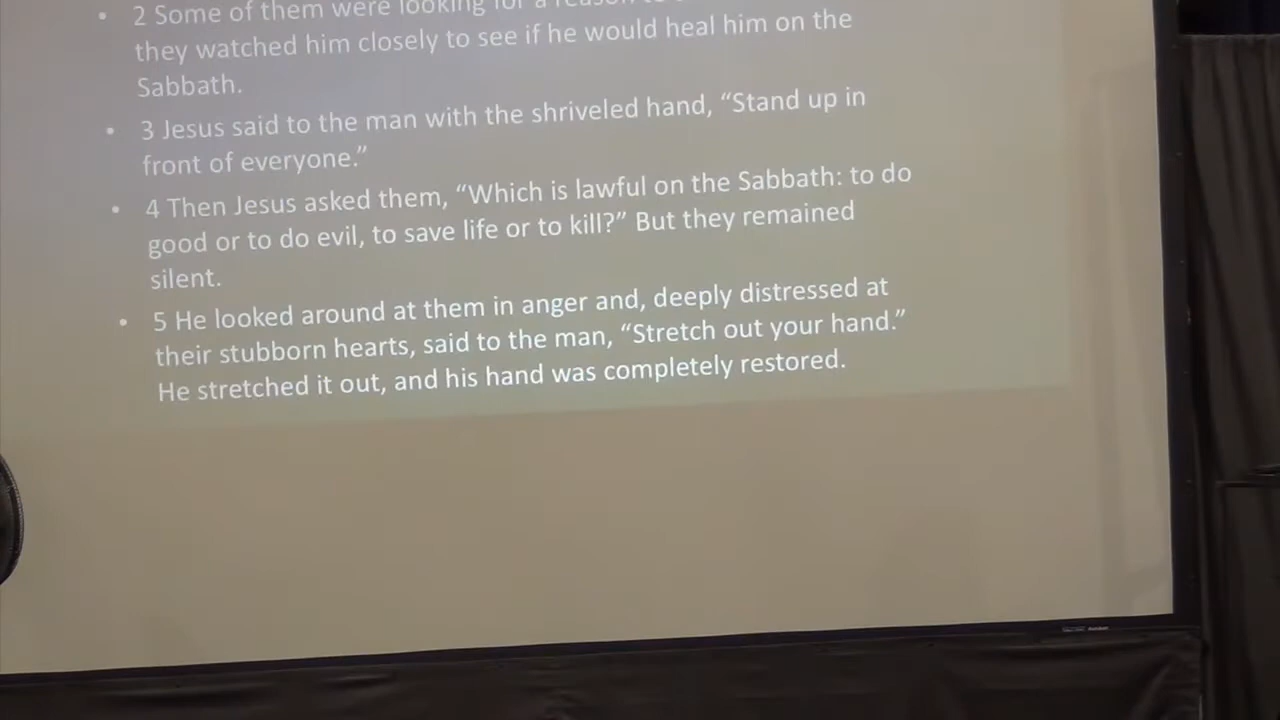 • 2 Some of them were looking for a reason to
they watched him closely to see if he would heal him on the
Sabbath.
• 3 Jesus said to the man with the shriveled hand, “Stand up in
front of everyone.”
• 4 Then Jesus asked them, “Which is lawful on the Sabbath: to do
good or to do evil, to save life or to kill?” But they remained
silent.
• 5 He looked around at them in anger and, deeply distressed at
their stubborn hearts, said to the man, “Stretch out your hand.”
He stretched it out, and his hand was completely restored.